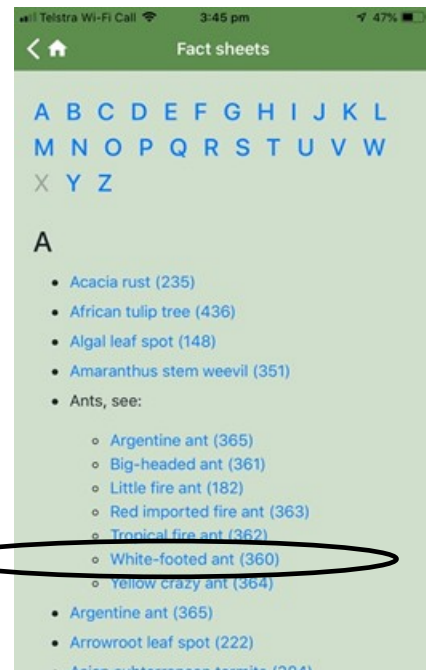 Telstra Wi-Fi Call 3:45 pm 47%
Fact sheets
A B C D E F G H I J K L
M N O P Q R S T U V W
X Y Z
A
Acacia rust (235)
African tulip tree (436)
Algal leaf spot (148)
Amaranthus stem weevil (351)
Ants, see:
Argentine ant (365)
Big-headed ant (361)
Little fire ant (182)
Red imported fire ant (363)
Tropical fire ant (362)
White-footed ant (360)
Yellow crazy ant (364)
Argentine ant (365)
Arrowroot leaf spot (222)
Asian subterranean termite